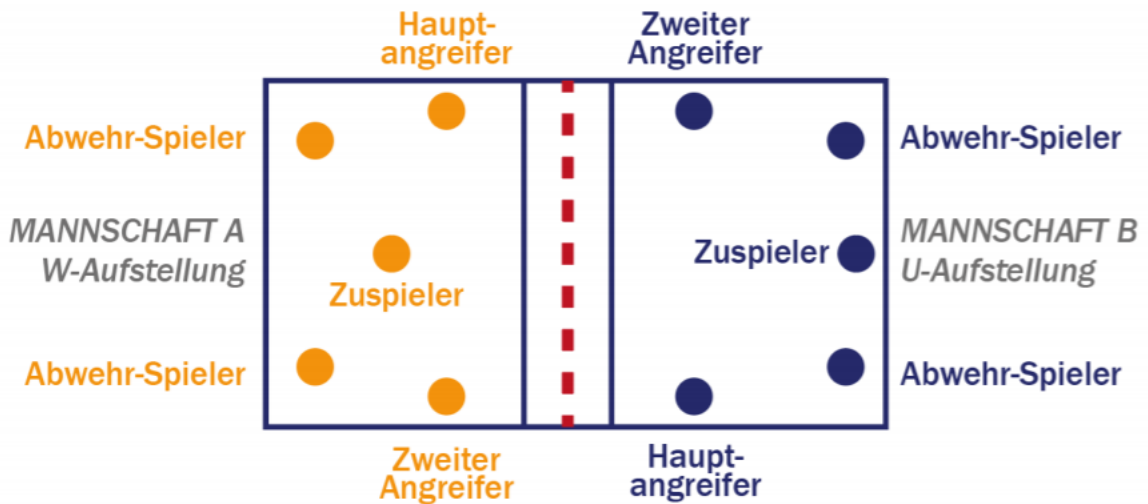 Haupt-
angreifer
Zweiter
Angreifer
Abwehr-Spieler
Abwehr-Spieler
MANNSCHAFT A
W-Aufstellung
Zuspieler
Zuspieler
MANNSCHAFT B
U-Aufstellung
Abwehr-Spieler
Abwehr-Spieler
Zweiter
Angreifer
Haupt-
angreifer